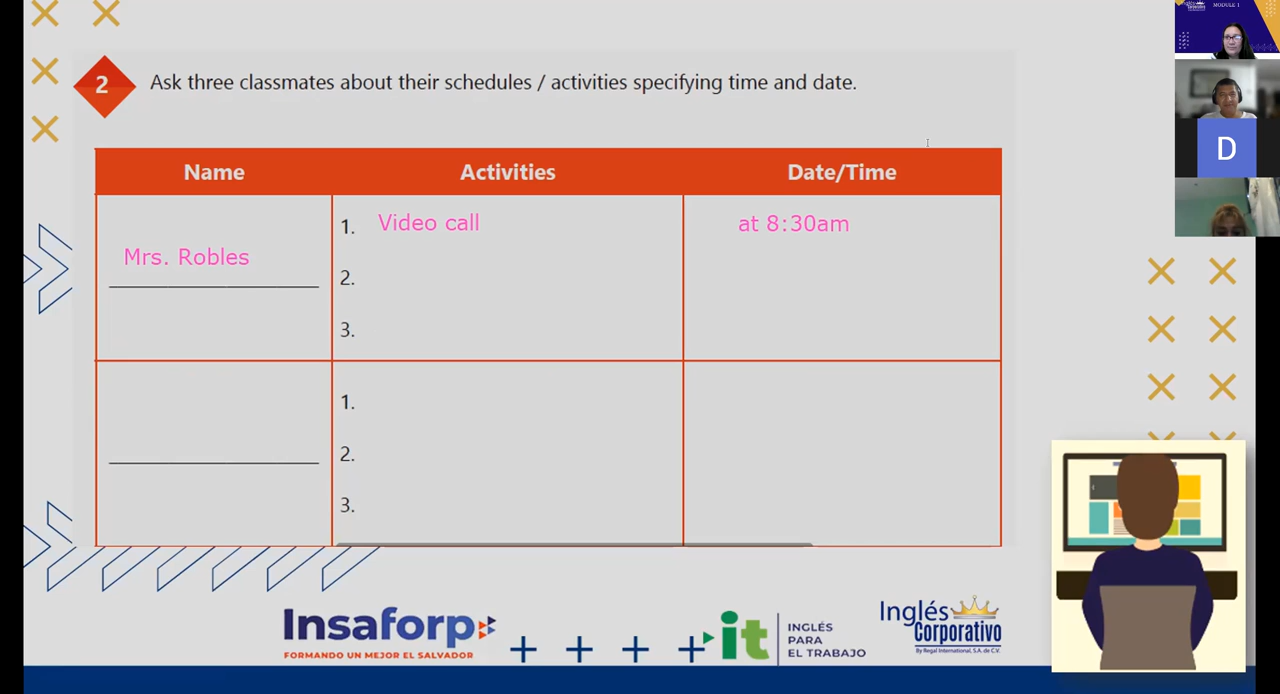 2
Ask three classmates about their schedules / activities specifying time and date.
Name Activities Date/Time
1. Video call at 8:30am
Mrs. Robles
2.
3.
1.
2.
3.
Insaforp
FORMANDO UN MEJOR EL SALVADOR
it
INGLÉS
PARA
EL TRABAJO
Inglés
Corporativo
By Regal International, S.A. de C.V.
MODULE 1
D